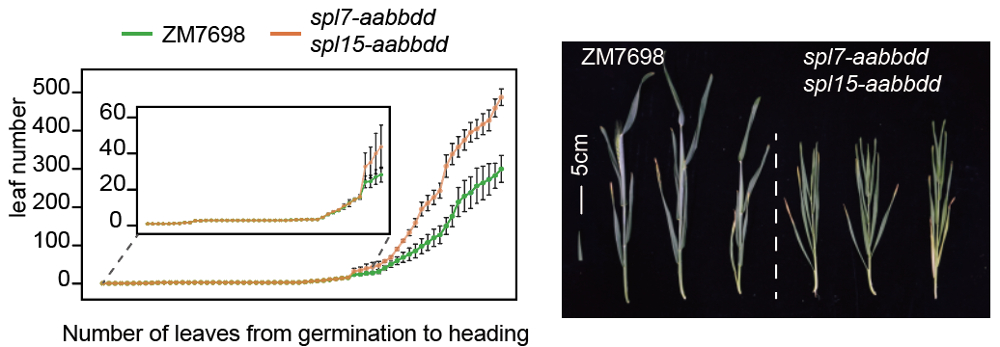 ZM7698
spl7-aabbdd
spl15-aabbdd
leaf number
500
400
300
200
100
0
60
40
20
0
Number of leaves from germination to heading
ZM7698
spl7-aabbdd
spl15-aabbdd
5cm